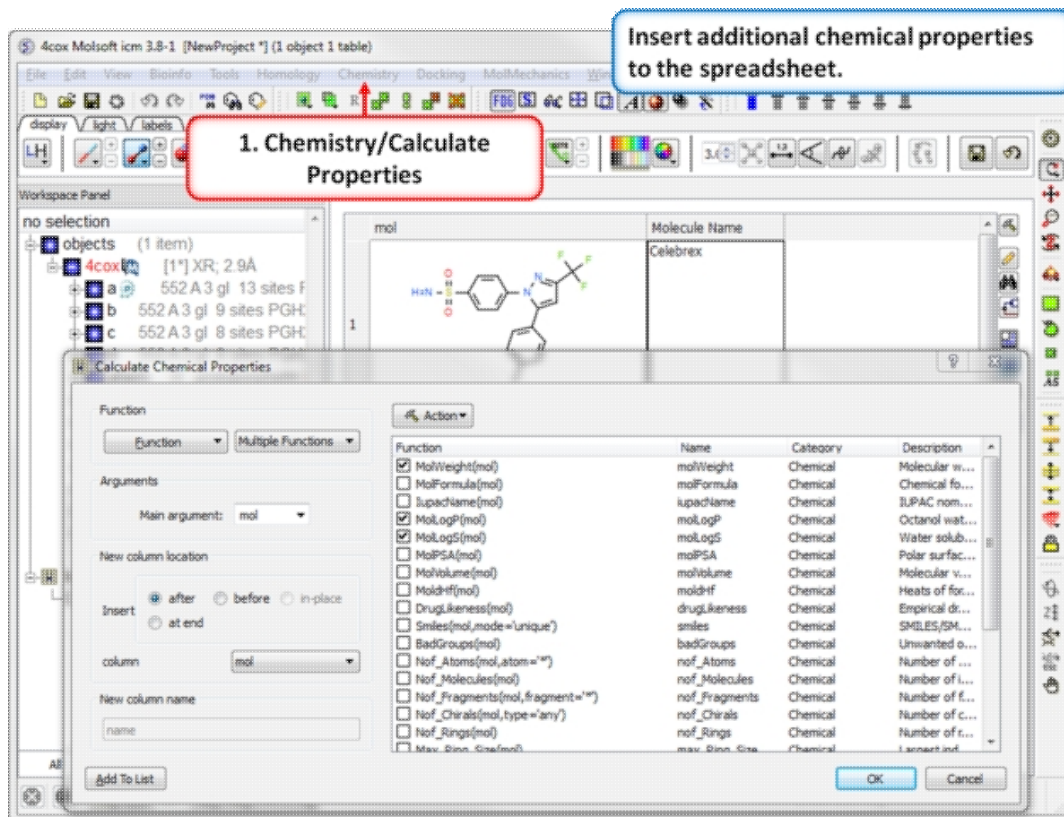 4cox Molsoft icm 3.8-1 [NewProject *] (1 object 1 table)
Insert additional chemical properties
to the spreadsheet.
File Edit View Bioinfo Tools Homology Chemistry Docking MolMechanics
display light labels
1. Chemistry/Calculate
Properties
Workspace Panel
no selection
objects (1 item)
4cox [1*] XR; 2.9Å
a 552 A 3 gl 13 sites
b 552 A 3 gl 9 sites PGH
c 552 A 3 gl 8 sites PGH
mol Molecule Name
Celebrex
1
H2N S O O N N F F F
Calculate Chemical Properties
Function
Function Multiple Functions
Arguments
Main argument: mol
New column location
Insert after before in-place
at end
column mol
New column name
name
Add To List
Action
Function Name Category Description
MolWeight(mol) molWeight Chemical Molecular w...
MolFormula(mol) molFormula Chemical Chemical fo...
IupacName(mol) iupacName Chemical IUPAC nom...
MolLogP(mol) molLogP Chemical Octanol wat...
MolLogS(mol) molLogS Chemical Water solub...
MolPSA(mol) molPSA Chemical Polar surfac...
MolVolume(mol) molVolume Chemical Molecular v...
MoldHf(mol) moldHf Chemical Heats of for...
DrugLikeness(mol) drugLikeness Chemical Empirical dr...
Smiles(mol,mode='unique') smiles Chemical SMILES/SM...
BadGroups(mol) badGroups Chemical Unwanted o...
Nof_Atoms(mol,atom='*') nof_Atoms Chemical Number of ...
Nof_Molecules(mol) nof_Molecules Chemical Number of i...
Nof_Fragments(mol,fragment='*') nof_Fragments Chemical Number of f...
Nof_Chirals(mol,type='any') nof_Chirals Chemical Number of c...
Nof_Rings(mol) nof_Rings Chemical Number of r...
Max_Ring_Size(mol) max_Ring_Size Chemical Largest ind
OK Cancel